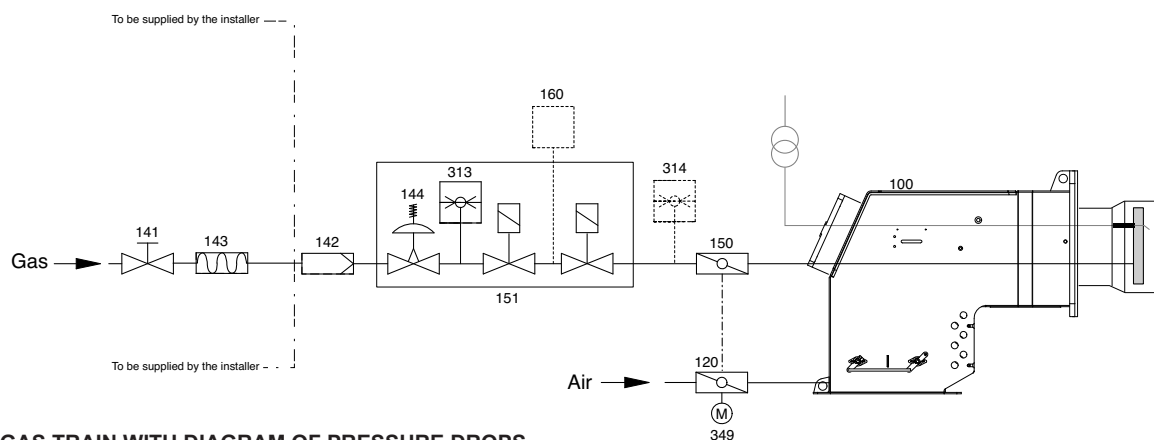 To be supplied by the installer
160
313
314
144
100
141
143
142
150
Gas
151
To be supplied by the installer
120
Air
M
349
GAS TRAIN WITH DIAGRAM OF PRESSURE DROPS